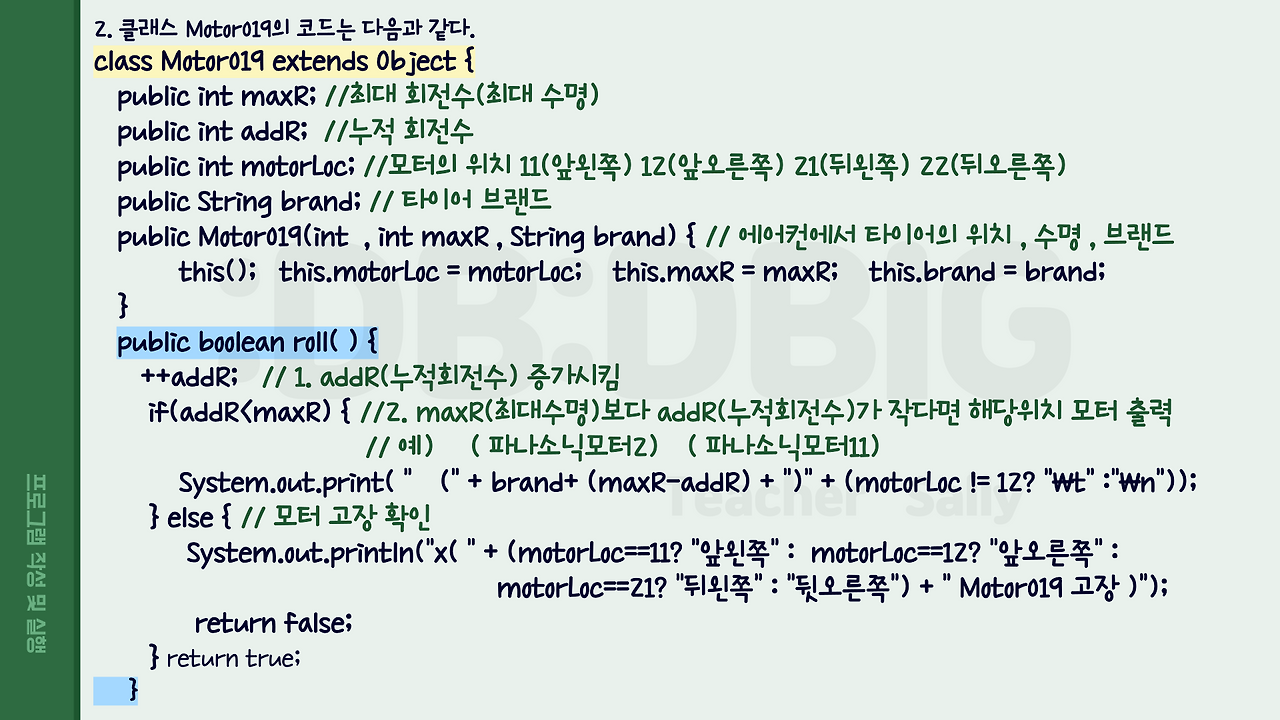 2. 클래스 Motor019의 코드는 다음과 같다.
class Motor019 extends Object {
public int maxR; //최대 회전수(최대 수명)
public int addR; //누적 회전수
public int motorLoc; //모터의 위치 11(앞왼쪽) 12(앞오른쪽) 21(뒤왼쪽) 22(뒤오른쪽)
public String brand; // 타이어 브랜드
public Motor019(int , int maxR , String brand) { // 에어컨에서 타이어의 위치 , 수명 , 브랜드
this(); this.motorLoc = motorLoc; this.maxR = maxR; this.brand = brand;
}
public boolean roll( ) {
++addR; // 1. addR(누적회전수) 증가시킴
if(addR<maxR) { //2. maxR(최대수명)보다 addR(누적회전수)가 작다면 해당위치 모터 출력
// 예) ( 파나소닉모터2) ( 파나소닉모터11)
System.out.print( " (" + brand+ (maxR-addR) + ")" + (motorLoc != 12? "₩t" :"₩n"));
} else { // 모터 고장 확인
System.out.println("x( " + (motorLoc==11? "앞왼쪽" : motorLoc==12? "앞오른쪽" :
motorLoc==21? "뒤왼쪽" : "뒷오른쪽") + " Motor019 고장 )");
return false;
} return true;
}
프로그램 작성 및 실행
:DB:DBIG
Teacher Sally